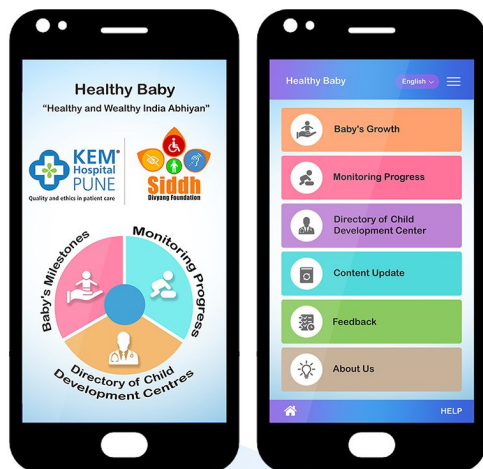 Healthy Baby
“Healthy and Wealthy India Abhiyan”
KEM®
Hospital
PUNE
Quality and ethics in patient care
Siddh
Divyang Foundation
Baby's Milestones
Monitoring Progress
Directory of Child
Development Centres
Healthy Baby
English
Baby's Growth
Monitoring Progress
Directory of Child
Development Center
Content Update
Feedback
About Us
HELP